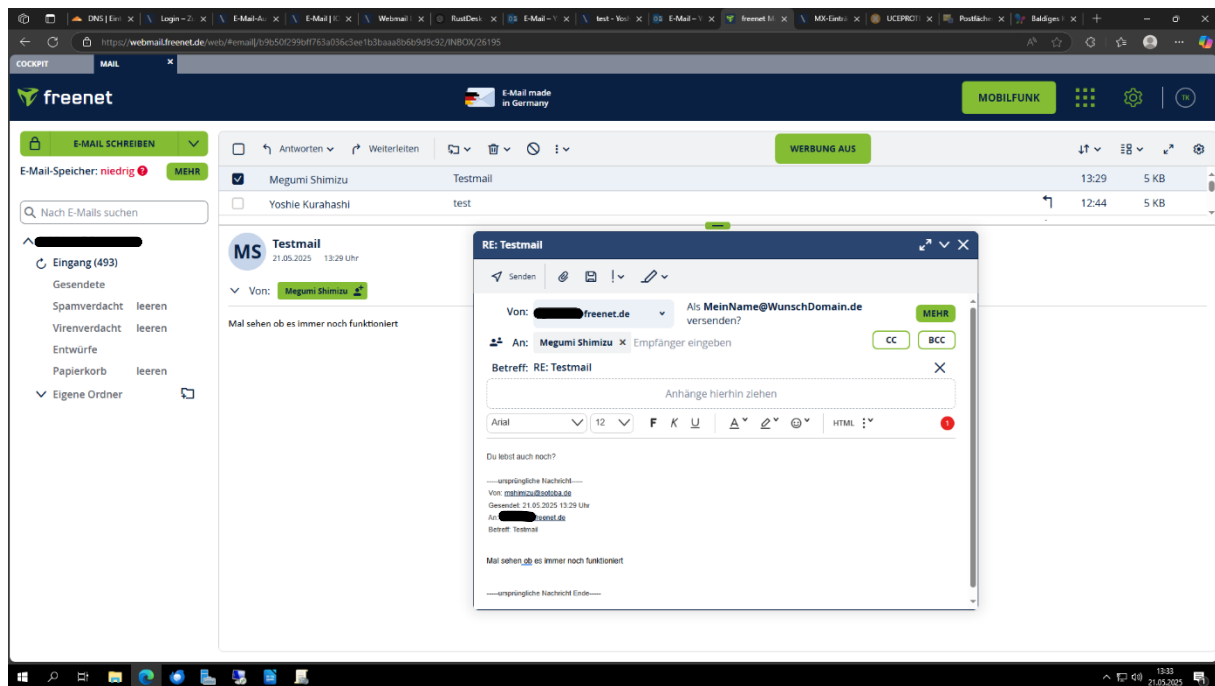 DNS | Eint
Login – Z
E-Mail-Au
E-Mail | K
Webmail
RustDesk
E-Mail – V
test - Yosh
E-Mail – V
freenet M
MX-Einträ
UCEPROT
Postfäche
Baldiges F
https://webmail.freenet.de/web/#email|/b9b50f299bff763a036c3ee1b3baaa8b6b9d9c92/INBOX/26195
COCKPIT MAIL
freenet
E-Mail made
in Germany
MOBILFUNK
TK
E-MAIL SCHREIBEN
Antworten Weiterleiten
WERBUNG AUS
E-Mail-Speicher: niedrig MEHR
Megumi Shimizu Testmail 13:29 5 KB
Yoshie Kurahashi test 12:44 5 KB
Nach E-Mails suchen
Eingang (493)
Gesendete
Spamverdacht leeren
Virenverdacht leeren
Entwürfe
Papierkorb leeren
Eigene Ordner
MS
Testmail
21.05.2025 13:29 Uhr
Von: Megumi Shimizu
Mal sehen ob es immer noch funktioniert
RE: Testmail
Senden
Von: freenet.de
Als MeinName@WunschDomain.de
versenden?
MEHR
An: Megumi Shimizu × Empfänger eingeben
CC BCC
Betreff: RE: Testmail
Anhänge hierhin ziehen
Arial 12 F K U A HTML 1
Du lebst auch noch?
-----ursprüngliche Nachricht-----
Von: mshimizu@sotoba.de
Gesendet: 21.05.2025 13:29 Uhr
An: freenet.de
Betreff: Testmail
Mal sehen ob es immer noch funktioniert
-----ursprüngliche Nachricht Ende-----
13:33
21.05.2025